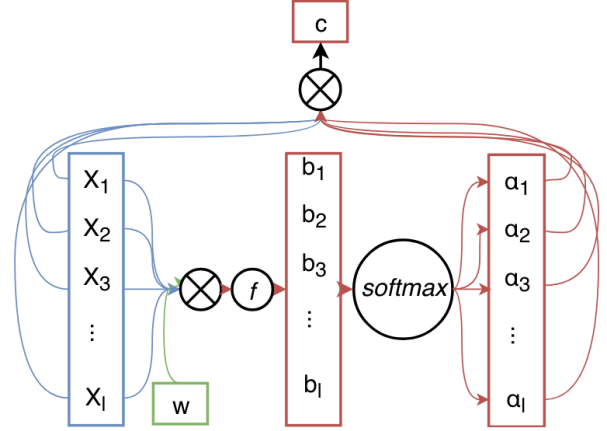 c
X1
X2
X3
...
Xl
w
f
b1
b2
b3
...
bl
softmax
α1
α2
α3
...
αl